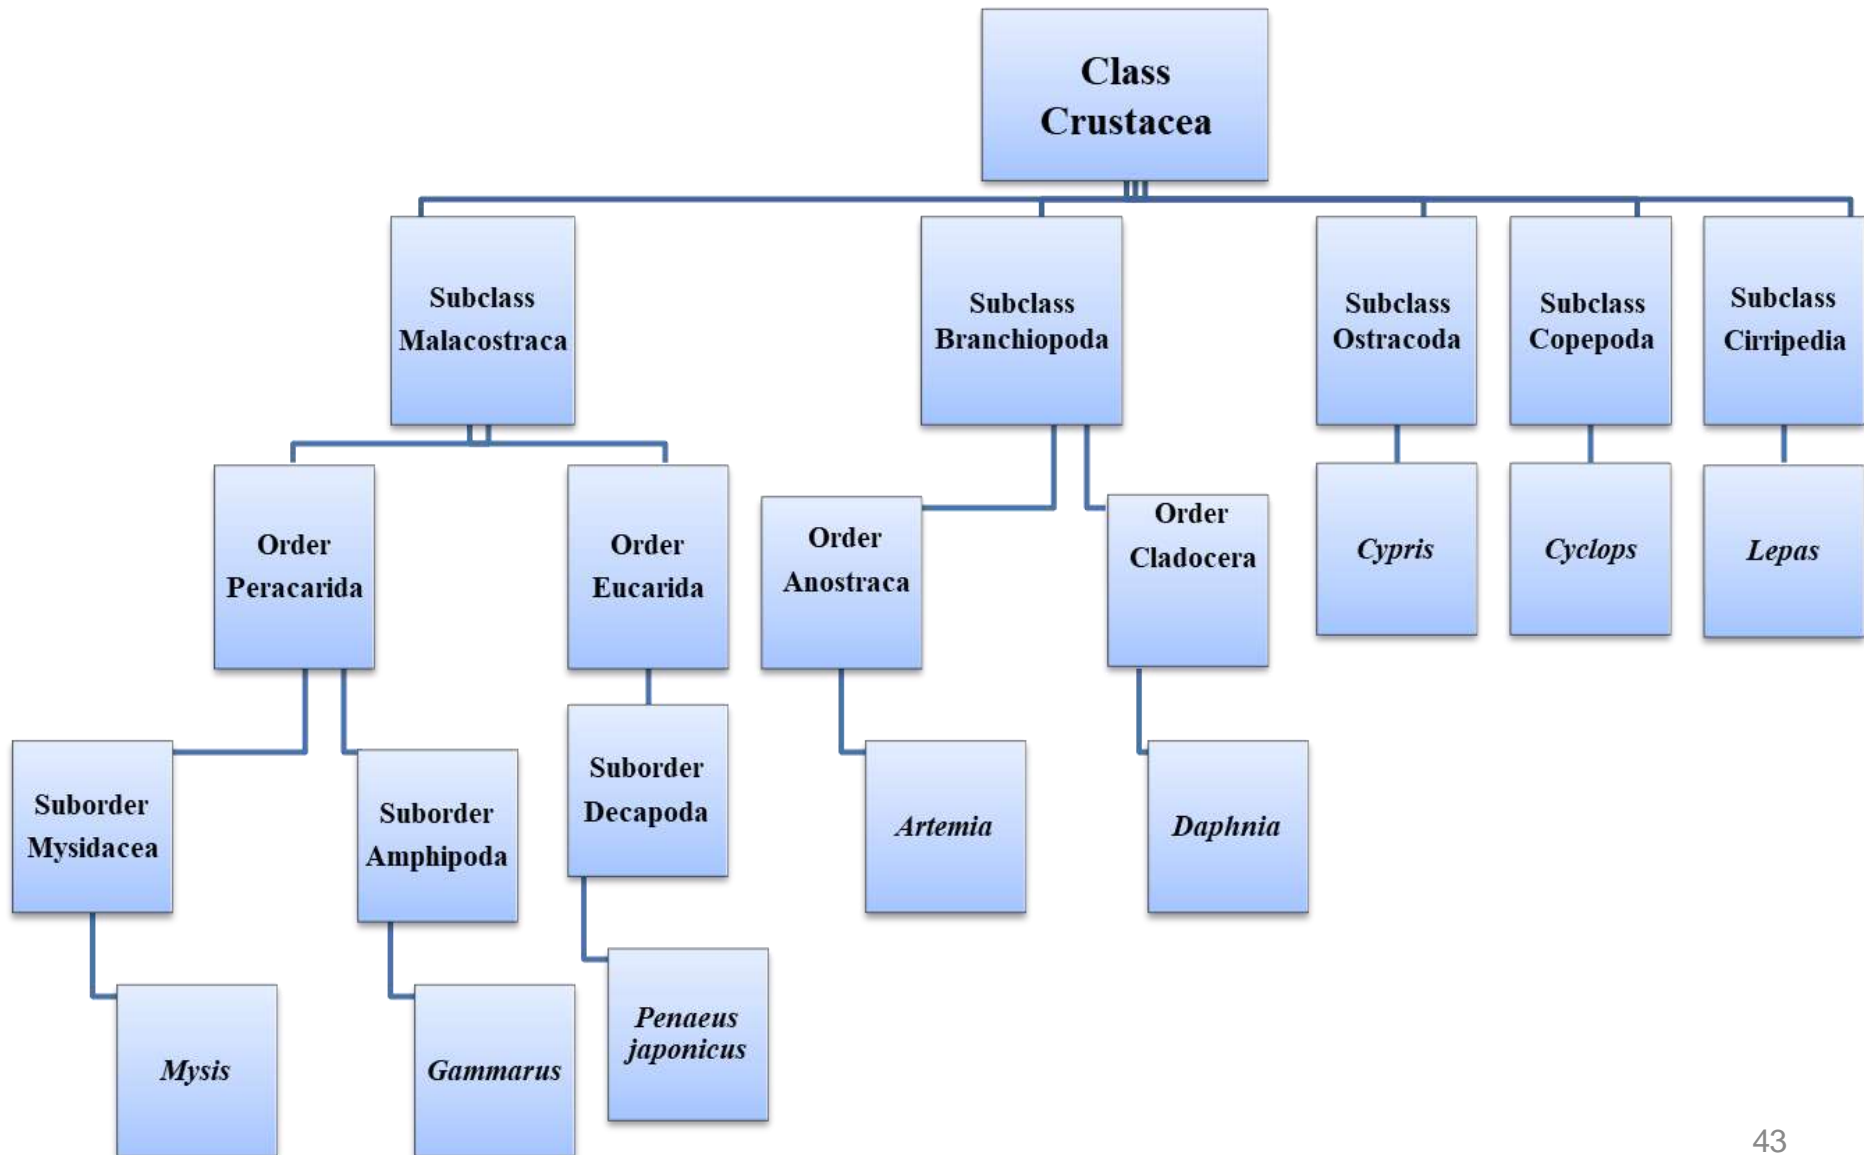 Class
Crustacea
Subclass
Malacostraca
Subclass
Branchiopoda
Subclass
Ostracoda
Subclass
Copepoda
Subclass
Cirripedia
Order
Peracarida
Order
Eucarida
Order
Anostraca
Order
Cladocera
Cypris
Cyclops
Lepas
Suborder
Mysidacea
Suborder
Amphipoda
Suborder
Decapoda
Artemia
Daphnia
Mysis
Gammarus
Penaeus
japonicus
43